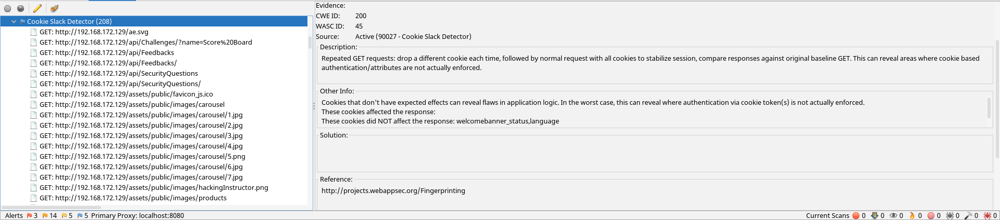 Cookie Slack Detector (208)
GET: http://192.168.172.129/ae.svg
GET: http://192.168.172.129/api/Challenges/?name=Score%20Board
GET: http://192.168.172.129/api/Feedbacks
GET: http://192.168.172.129/api/Feedbacks/
GET: http://192.168.172.129/api/SecurityQuestions
GET: http://192.168.172.129/api/SecurityQuestions/
GET: http://192.168.172.129/assets/public/favicon_js.ico
GET: http://192.168.172.129/assets/public/images/carousel
GET: http://192.168.172.129/assets/public/images/carousel/1.jpg
GET: http://192.168.172.129/assets/public/images/carousel/2.jpg
GET: http://192.168.172.129/assets/public/images/carousel/3.jpg
GET: http://192.168.172.129/assets/public/images/carousel/4.jpg
GET: http://192.168.172.129/assets/public/images/carousel/5.png
GET: http://192.168.172.129/assets/public/images/carousel/6.jpg
GET: http://192.168.172.129/assets/public/images/carousel/7.jpg
GET: http://192.168.172.129/assets/public/images/hackingInstructor.png
GET: http://192.168.172.129/assets/public/images/products
Evidence:
CWE ID: 200
WASC ID: 45
Source: Active (90027 - Cookie Slack Detector)
Description:
Repeated GET requests: drop a different cookie each time, followed by normal request with all cookies to stabilize session, compare responses against original baseline GET. This can reveal areas where cookie based
authentication/attributes are not actually enforced.
Other Info:
Cookies that don't have expected effects can reveal flaws in application logic. In the worst case, this can reveal where authentication via cookie token(s) is not actually enforced.
These cookies affected the response:
These cookies did NOT affect the response: welcomebanner_status,language
Solution:
Reference:
http://projects.webappsec.org/Fingerprinting
Alerts 3 14 5 5 Primary Proxy: localhost:8080
Current Scans 0 0 0 0 0 0 0 0